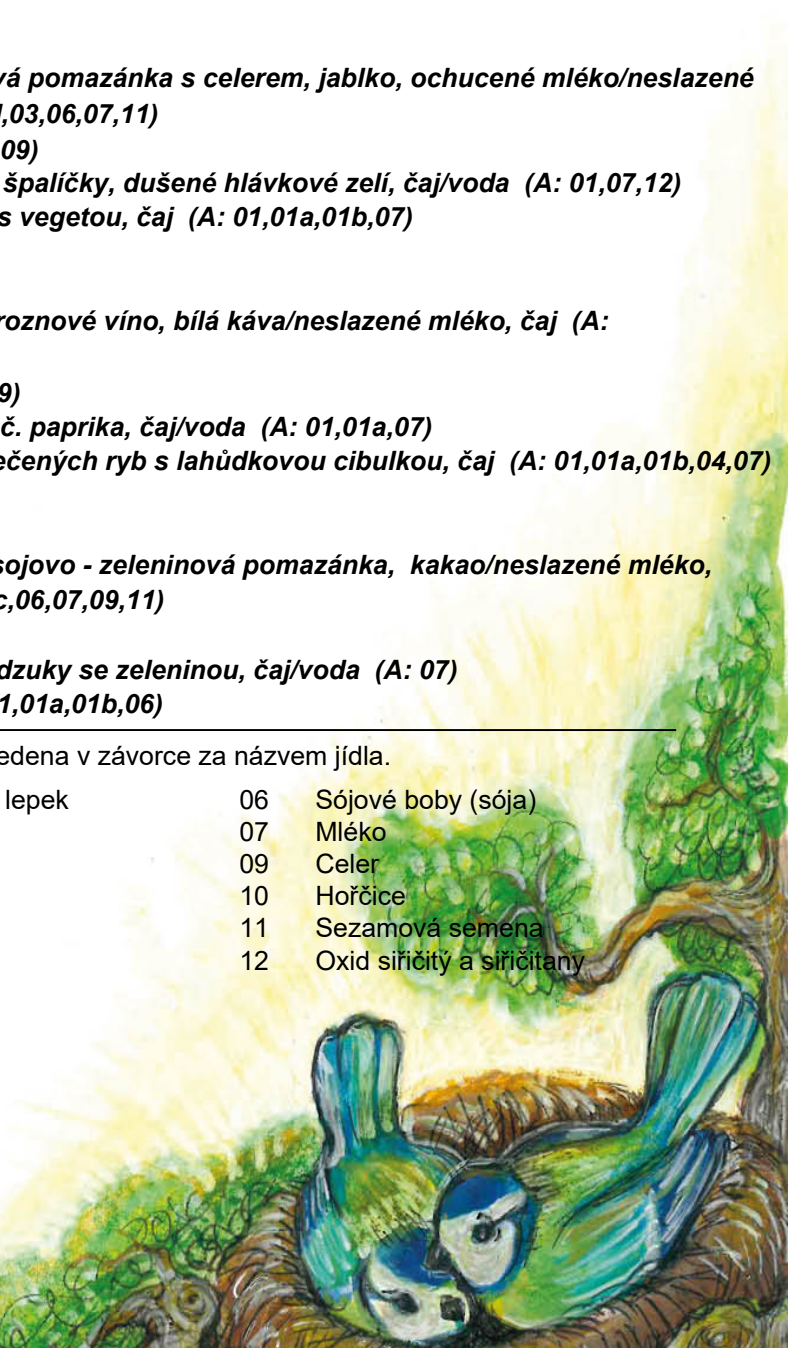 vá pomazánka s celerem, jablko, ochucené mléko/neslazené
,03,06,07,11)
09)
špalíčky, dušené hlávkové zelí, čaj/voda (A: 01,07,12)
s vegetou, čaj (A: 01,01a,01b,07)
roznové víno, bílá káva/neslazené mléko, čaj (A:
9)
č. paprika, čaj/voda (A: 01,01a,07)
ečených ryb s lahůdkovou cibulkou, čaj (A: 01,01a,01b,04,07)
sojovo - zeleninová pomazánka, kakao/neslazené mléko,
c,06,07,09,11)
dzuky se zeleninou, čaj/voda (A: 07)
1,01a,01b,06)
edena v závorce za názvem jídla.
lepek 06 Sójové boby (sója)
07 Mléko
09 Celer
10 Hořčice
11 Sezamová semena
12 Oxid siřičitý a siřičitany